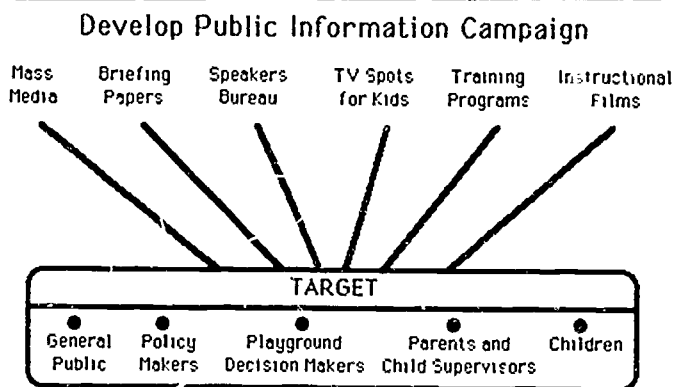 Develop Public Information Campaign
Mass Media
Briefing Papers
Speakers Bureau
TV Spots for Kids
Training Programs
Instructional Films
TARGET
General Public
Policy Makers
Playground Decision Makers
Parents and Child Supervisors
Children